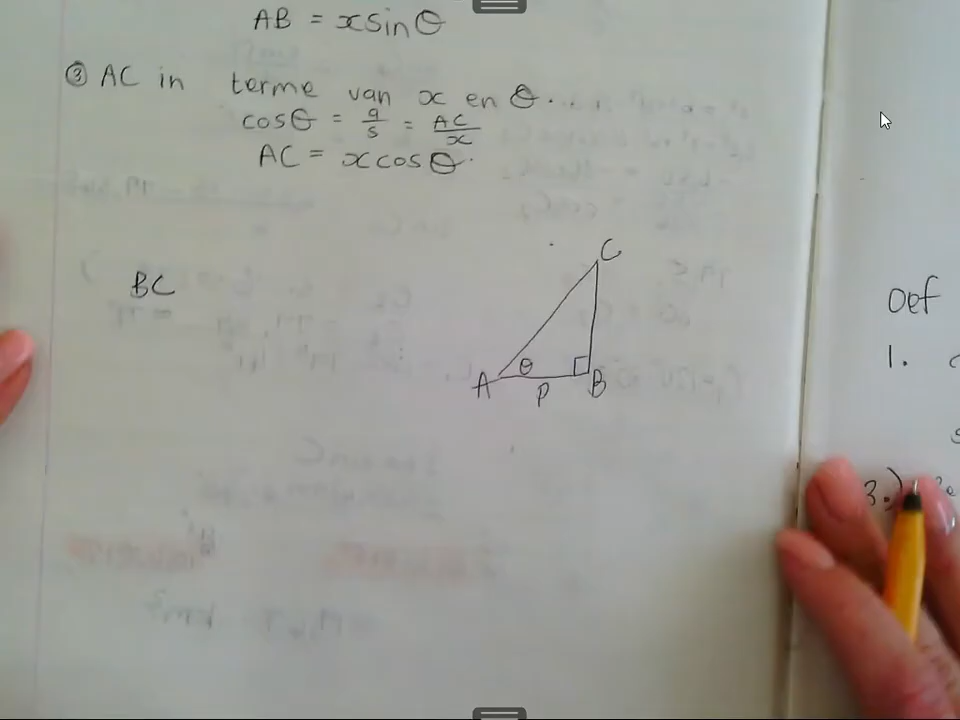 AB = x sin θ
③ AC in terme van x en θ....
cos θ = a/s = AC/x
AC = x cos θ.
BC
C
A θ B
P
Oef
1.
3.)